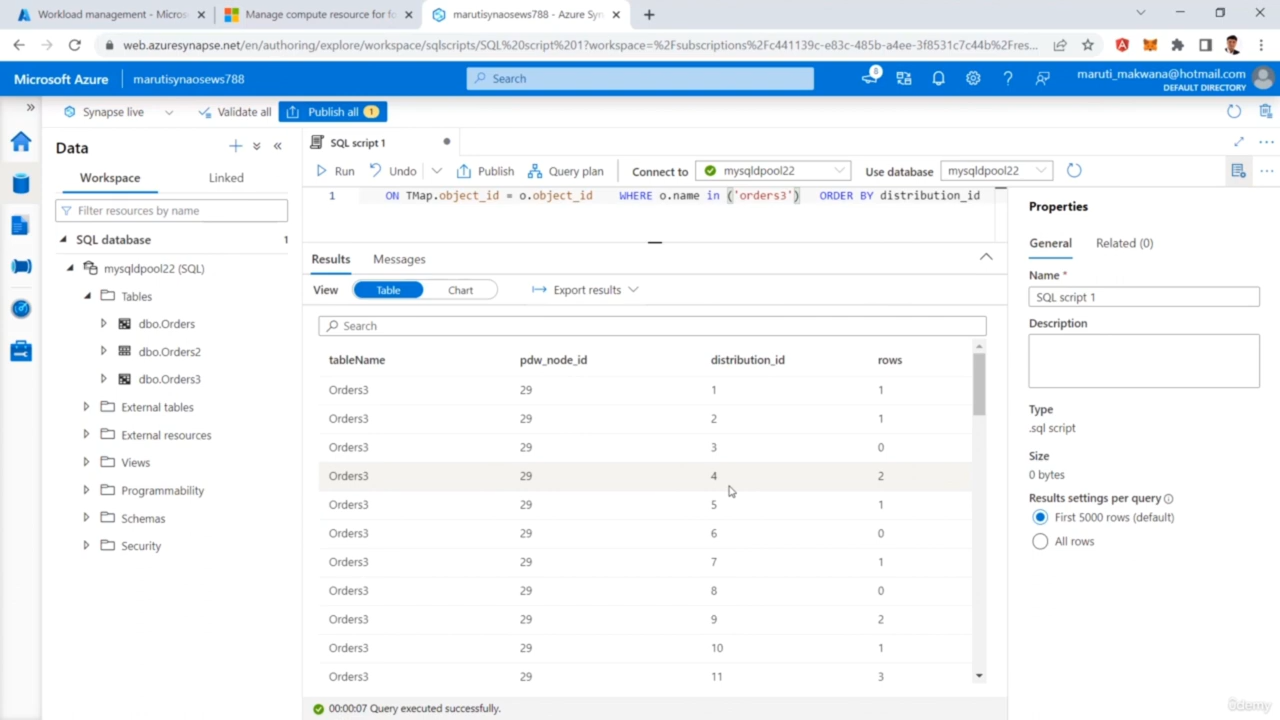 Workload management - Micros
Manage compute resource for fo
marutisynaosews788 - Azure Syn
web.azuresynapse.net/en/authoring/explore/workspace/sqlscripts/SQL%20script%201?workspace=%2Fsubscriptions%2Fc441139c-e83c-485b-a4ee-3f8531c7c44b%2Fres...
Microsoft Azure
marutisynaosews788
Search
8
maruti_makwana@hotmail.com
DEFAULT DIRECTORY
Synapse live
Validate all
Publish all 1
Data
Workspace
Linked
Filter resources by name
SQL database
1
mysqldpool22 (SQL)
Tables
dbo.Orders
dbo.Orders2
dbo.Orders3
External tables
External resources
Views
Programmability
Schemas
Security
SQL script 1
Run
Undo
Publish
Query plan
Connect to
mysqldpool22
Use database
mysqldpool22
1 ON TMap.object_id = o.object_id WHERE o.name in ('orders3') ORDER BY distribution_id
Results
Messages
View
Table
Chart
Export results
Search
tableName pdw_node_id distribution_id rows
Orders3 29 1 1
Orders3 29 2 1
Orders3 29 3 0
Orders3 29 4 2
Orders3 29 5 1
Orders3 29 6 0
Orders3 29 7 1
Orders3 29 8 0
Orders3 29 9 2
Orders3 29 10 1
Orders3 29 11 3
00:00:07 Query executed successfully.
Properties
General
Related (0)
Name *
SQL script 1
Description
Type
.sql script
Size
0 bytes
Results settings per query
First 5000 rows (default)
All rows
ûdemy